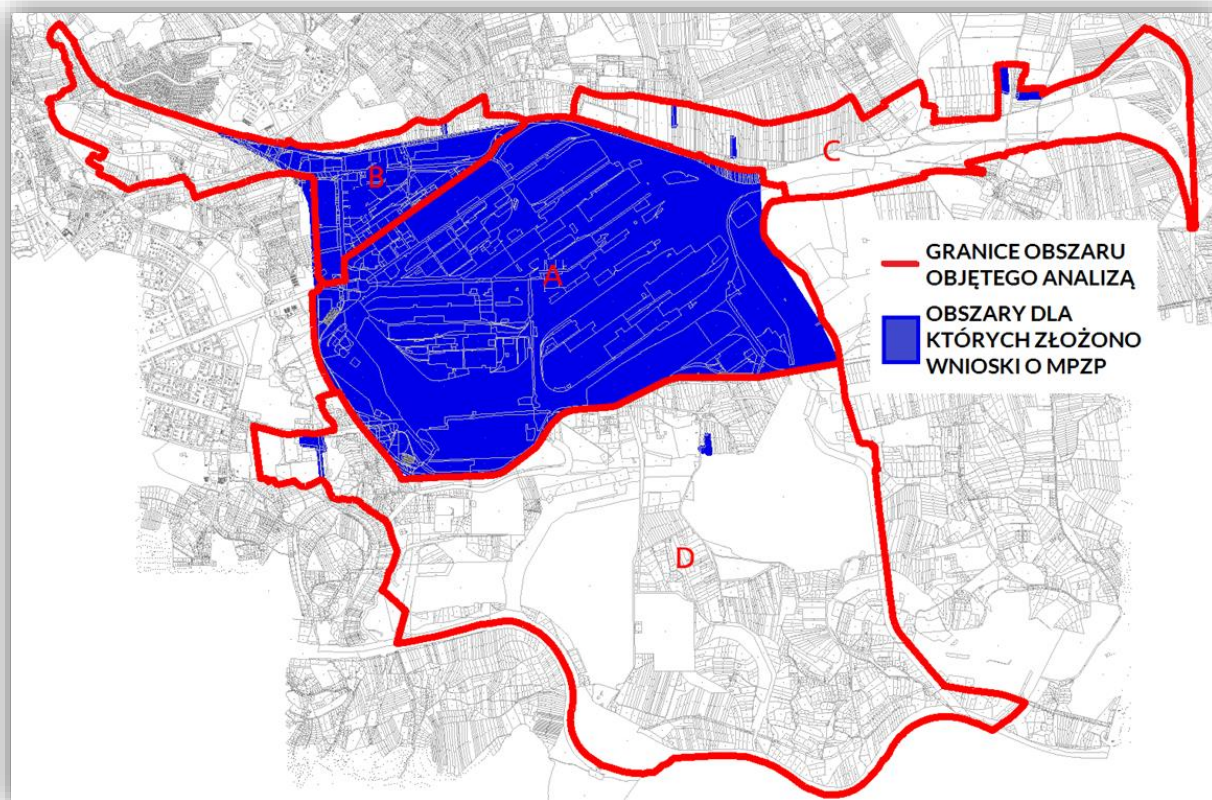 B
C
A
GRANICE OBSZARU
OBJĘTEGO ANALIZĄ
OBSZARY DLA
KTÓRYCH ZŁOŻONO
WNIOSKI O MPZP
D